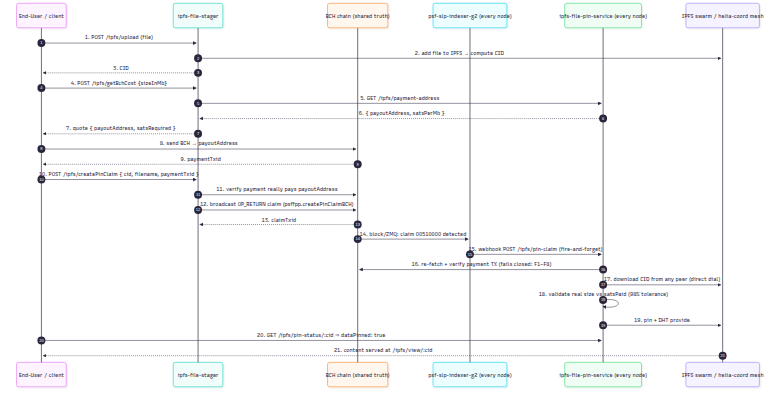 End-User / client
ipfs-file-stager
BCH chain (shared truth)
psf-slp-indexer-g2 (every node)
ipfs-file-pin-service (every node)
IPFS swarm / helia-coord mesh
1. POST /ipfs/upload (file)
2. add file to IPFS → compute CID
3. CID
4. POST /ipfs/getBchCost {sizeInMb}
5. GET /ipfs/payment-address
6. { payoutAddress, satsPerMb }
7. quote { payoutAddress, satsRequired }
8. send BCH → payoutAddress
9. paymentTxid
10. POST /ipfs/createPinClaim { cid, filename, paymentTxid }
11. verify payment really pays payoutAddress
12. broadcast OP_RETURN claim (psffpp.createPinClaimBCH)
13. claimTxid
14. block/ZMQ: claim 00510000 detected
15. webhook POST /ipfs/pin-claim (fire-and-forget)
16. re-fetch + verify payment TX (fails closed: F1-F8)
17. download CID from any peer (direct dial)
18. validate real size vs satsPaid (98% tolerance)
19. pin + DHT provide
20. GET /ipfs/pin-status/:cid → dataPinned: true
21. content served at /ipfs/view/:cid
End-User / client
ipfs-file-stager
BCH chain (shared truth)
psf-slp-indexer-g2 (every node)
ipfs-file-pin-service (every node)
IPFS swarm / helia-coord mesh